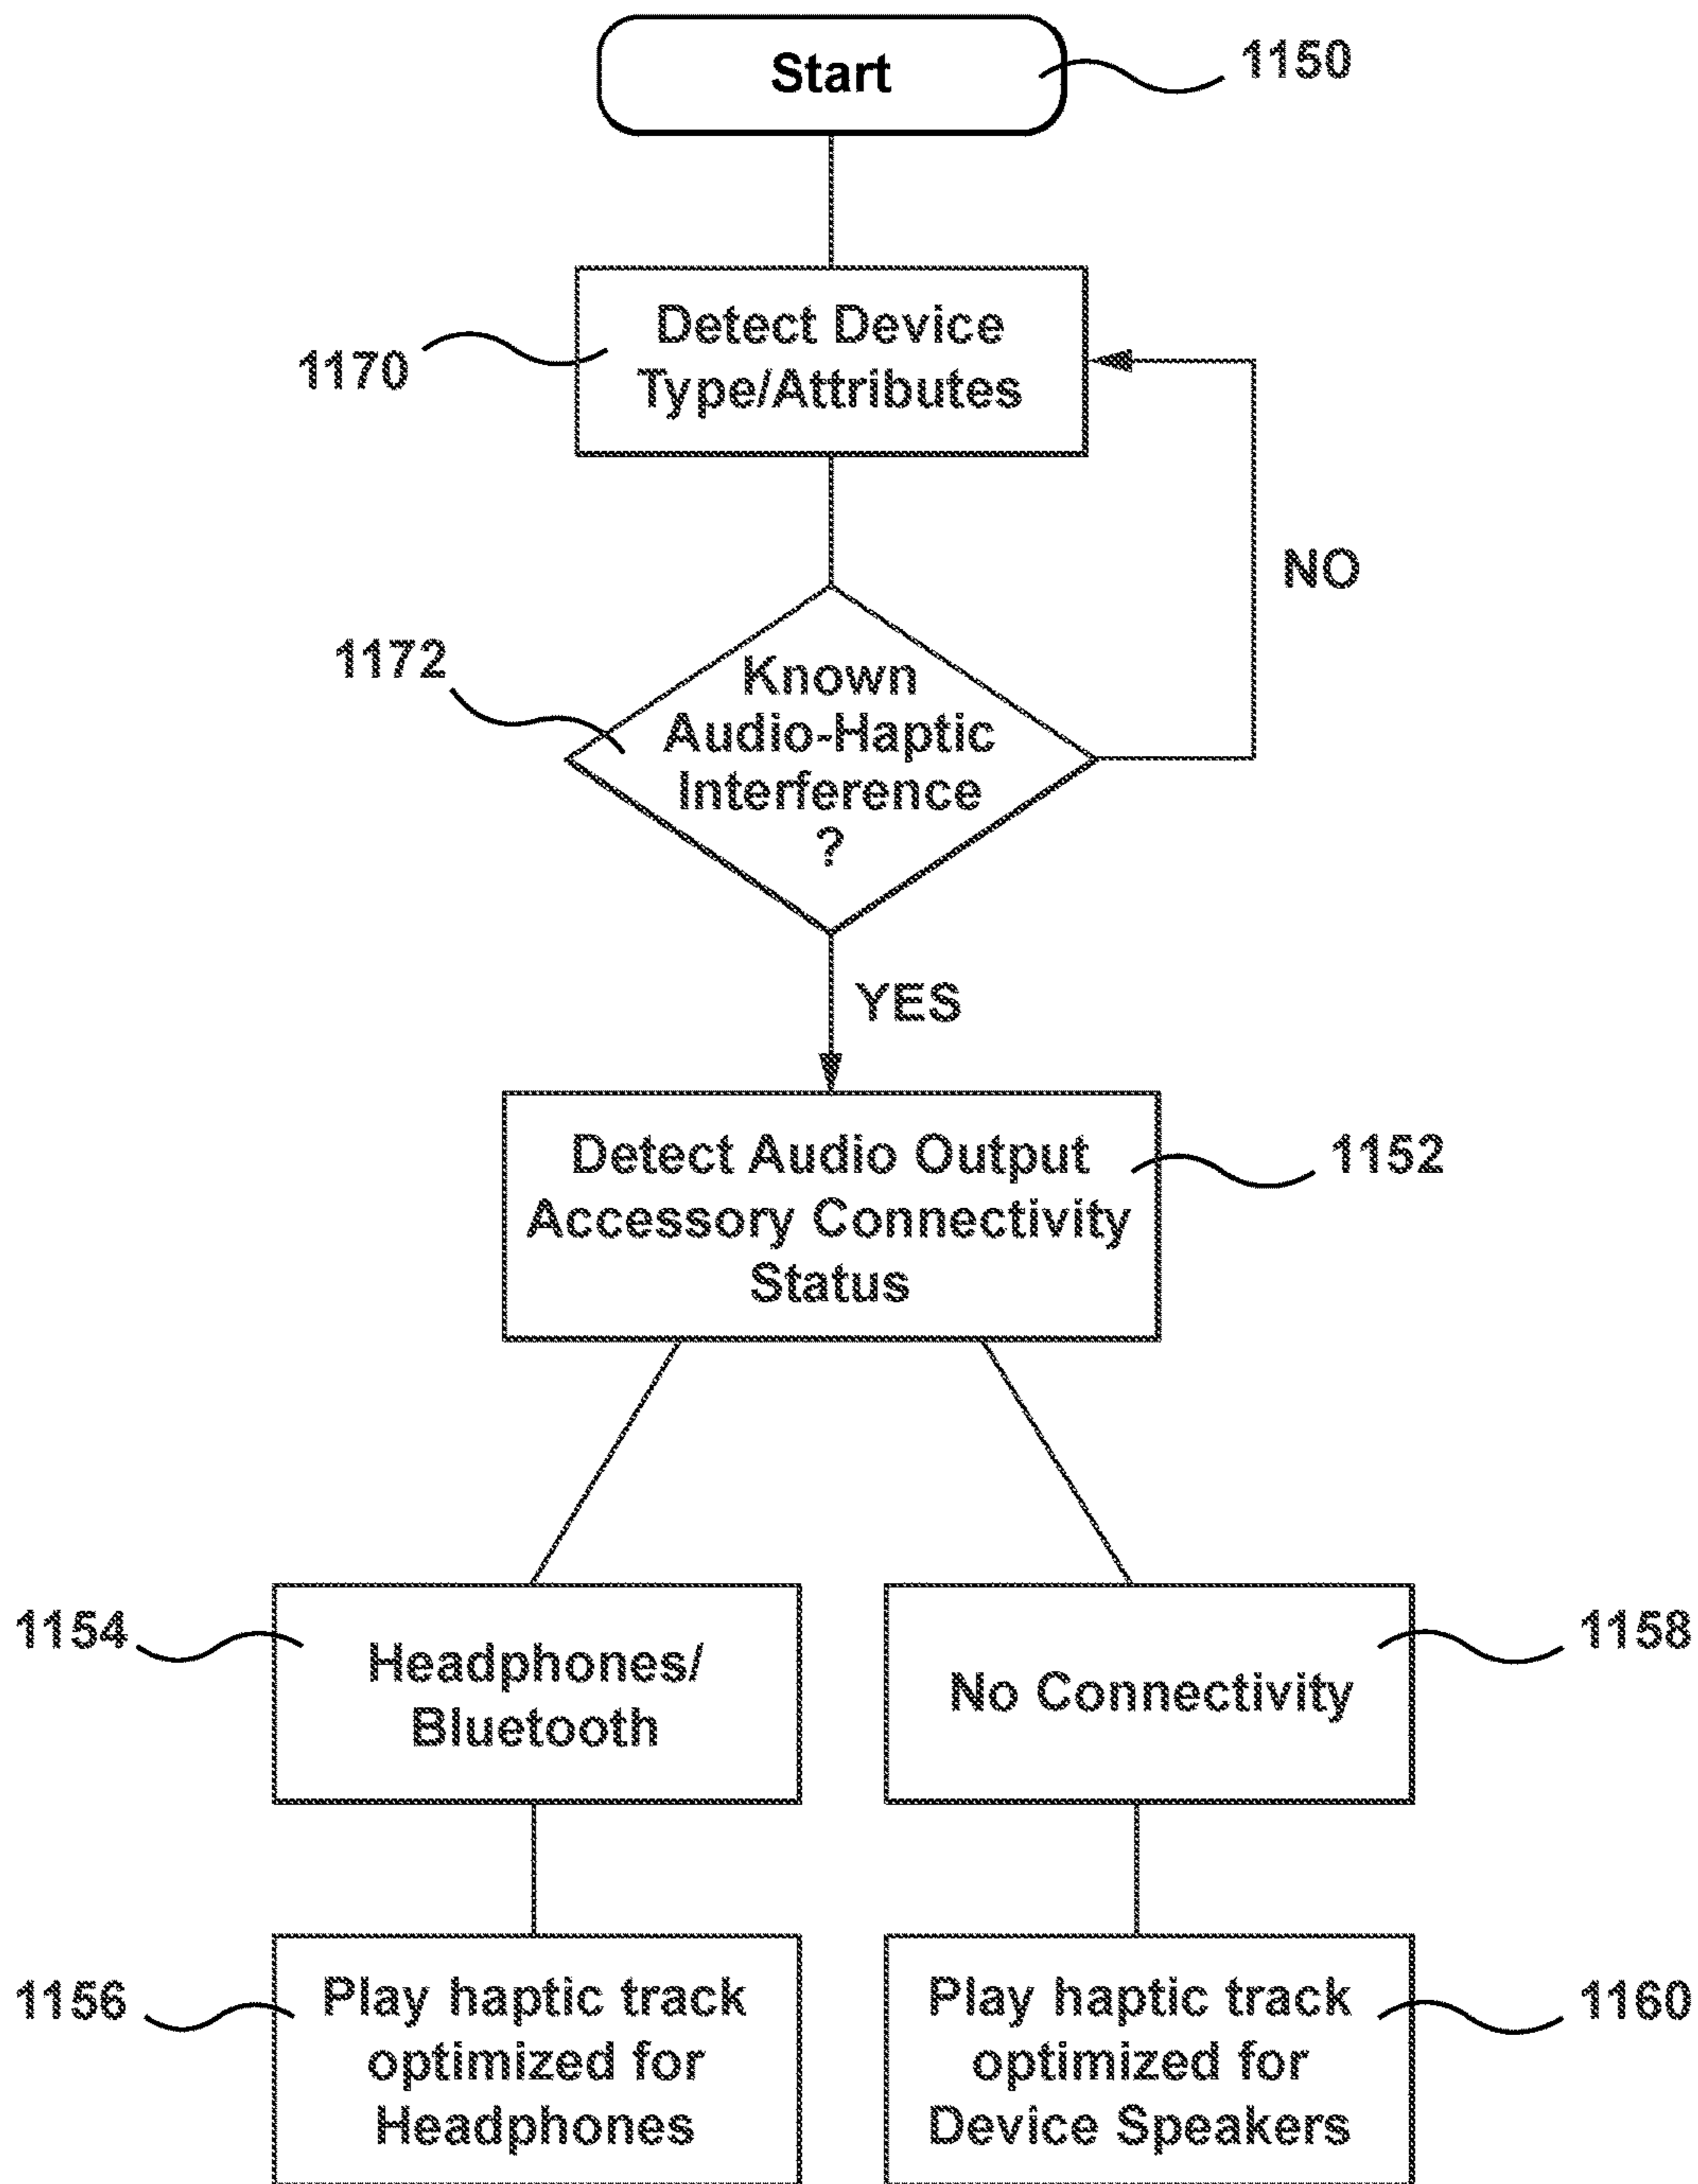 Start
1150
Detect Device
Type/Attributes
1170
NO
1172
Known
Audio-Haptic
Interference
?
YES
Detect Audio Output
Accessory Connectivity
Status
1152
1154
Headphones/
Bluetooth
No Connectivity
1158
1156
Play haptic track
optimized for
Headphones
Play haptic track
optimized for
Device Speakers
1160